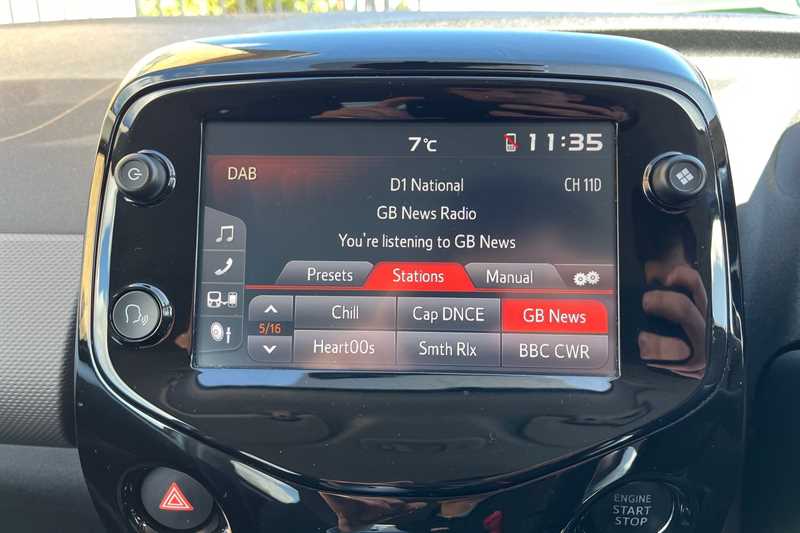 7°C 11:35
DAB
D1 National CH 11D
GB News Radio
You're listening to GB News
Presets Stations Manual
Chill Cap DNCE GB News
5/16
Heart00s Smth Rlx BBC CWR
ENGINE
START
STOP